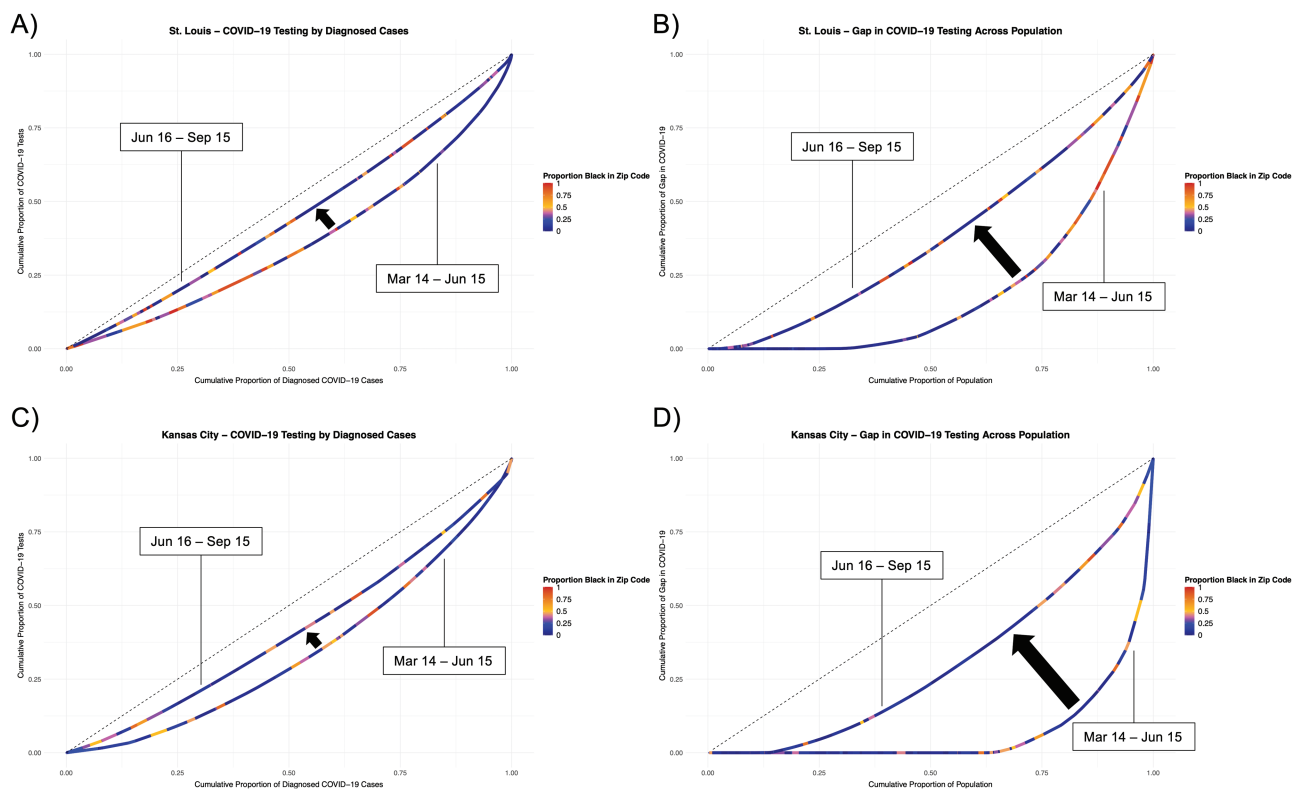 A)
St. Louis – COVID–19 Testing by Diagnosed Cases
Cumulative Proportion of COVID–19 Tests
1.00
0.75
0.50
0.25
0.00
Jun 16 – Sep 15
Mar 14 – Jun 15
0.00 0.25 0.50 0.75 1.00
Cumulative Proportion of Diagnosed COVID–19 Cases
Proportion Black in Zip Code
1
0.75
0.5
0.25
0
B)
St. Louis – Gap in COVID–19 Testing Across Population
Cumulative Proportion of Gap in COVID–19
1.00
0.75
0.50
0.25
0.00
Jun 16 – Sep 15
Mar 14 – Jun 15
0.00 0.25 0.50 0.75 1.00
Cumulative Proportion of Population
Proportion Black in Zip Code
1
0.75
0.5
0.25
0
C)
Kansas City – COVID–19 Testing by Diagnosed Cases
Cumulative Proportion of COVID–19 Tests
1.00
0.75
0.50
0.25
0.00
Jun 16 – Sep 15
Mar 14 – Jun 15
0.00 0.25 0.50 0.75 1.00
Cumulative Proportion of Diagnosed COVID–19 Cases
Proportion Black in Zip Code
1
0.75
0.5
0.25
0
D)
Kansas City – Gap in COVID–19 Testing Across Population
Cumulative Proportion of Gap in COVID–19
1.00
0.75
0.50
0.25
0.00
Jun 16 – Sep 15
Mar 14 – Jun 15
0.00 0.25 0.50 0.75 1.00
Cumulative Proportion of Population
Proportion Black in Zip Code
1
0.75
0.5
0.25
0